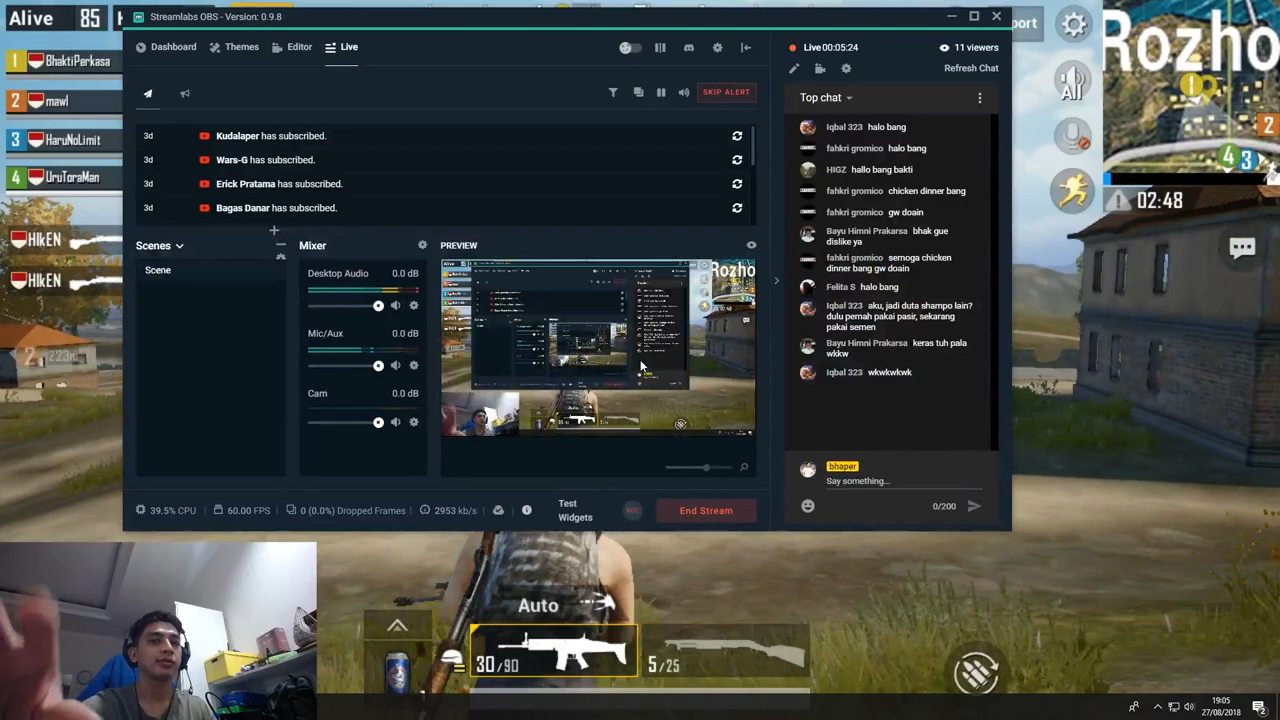 Alive 85
Streamlabs OBS - Version: 0.9.8
Rozho
1 BhaktiPerkasa
2 mawl
3 HaruNoLimit
4 UruToraMan
HIkEN
HIkEN
223m
Dashboard
Themes
Editor
Live
SKIP ALERT
3d Kudalaper has subscribed.
3d Wars-G has subscribed.
3d Erick Pratama has subscribed.
3d Bagas Danar has subscribed.
Scenes
Scene
Mixer
Desktop Audio 0.0 dB
Mic/Aux 0.0 dB
Cam 0.0 dB
PREVIEW
39.5% CPU
60.00 FPS
0 (0.0%) Dropped Frames
2953 kb/s
Test
Widgets
REC
End Stream
Live 00:05:24
11 viewers
Refresh Chat
Top chat
Iqbal 323 halo bang
fahkri gromico halo bang
HIGZ hallo bang bakti
fahkri gromico chicken dinner bang
fahkri gromico gw doain
Bayu Himni Prakarsa bhak gue
dislike ya
fahkri gromico semoga chicken
dinner bang gw doain
Felita S halo bang
Iqbal 323 aku, jadi duta shampo lain?
dulu pernah pakai pasir, sekarang
pakai semen
Bayu Himni Prakarsa keras tuh pala
wkkw
Iqbal 323 wkwkwkwk
bhaper
Say something...
0/200
All
1
2
4 3
02:48
Auto
30/90
5/25
19:05
27/08/2018
2